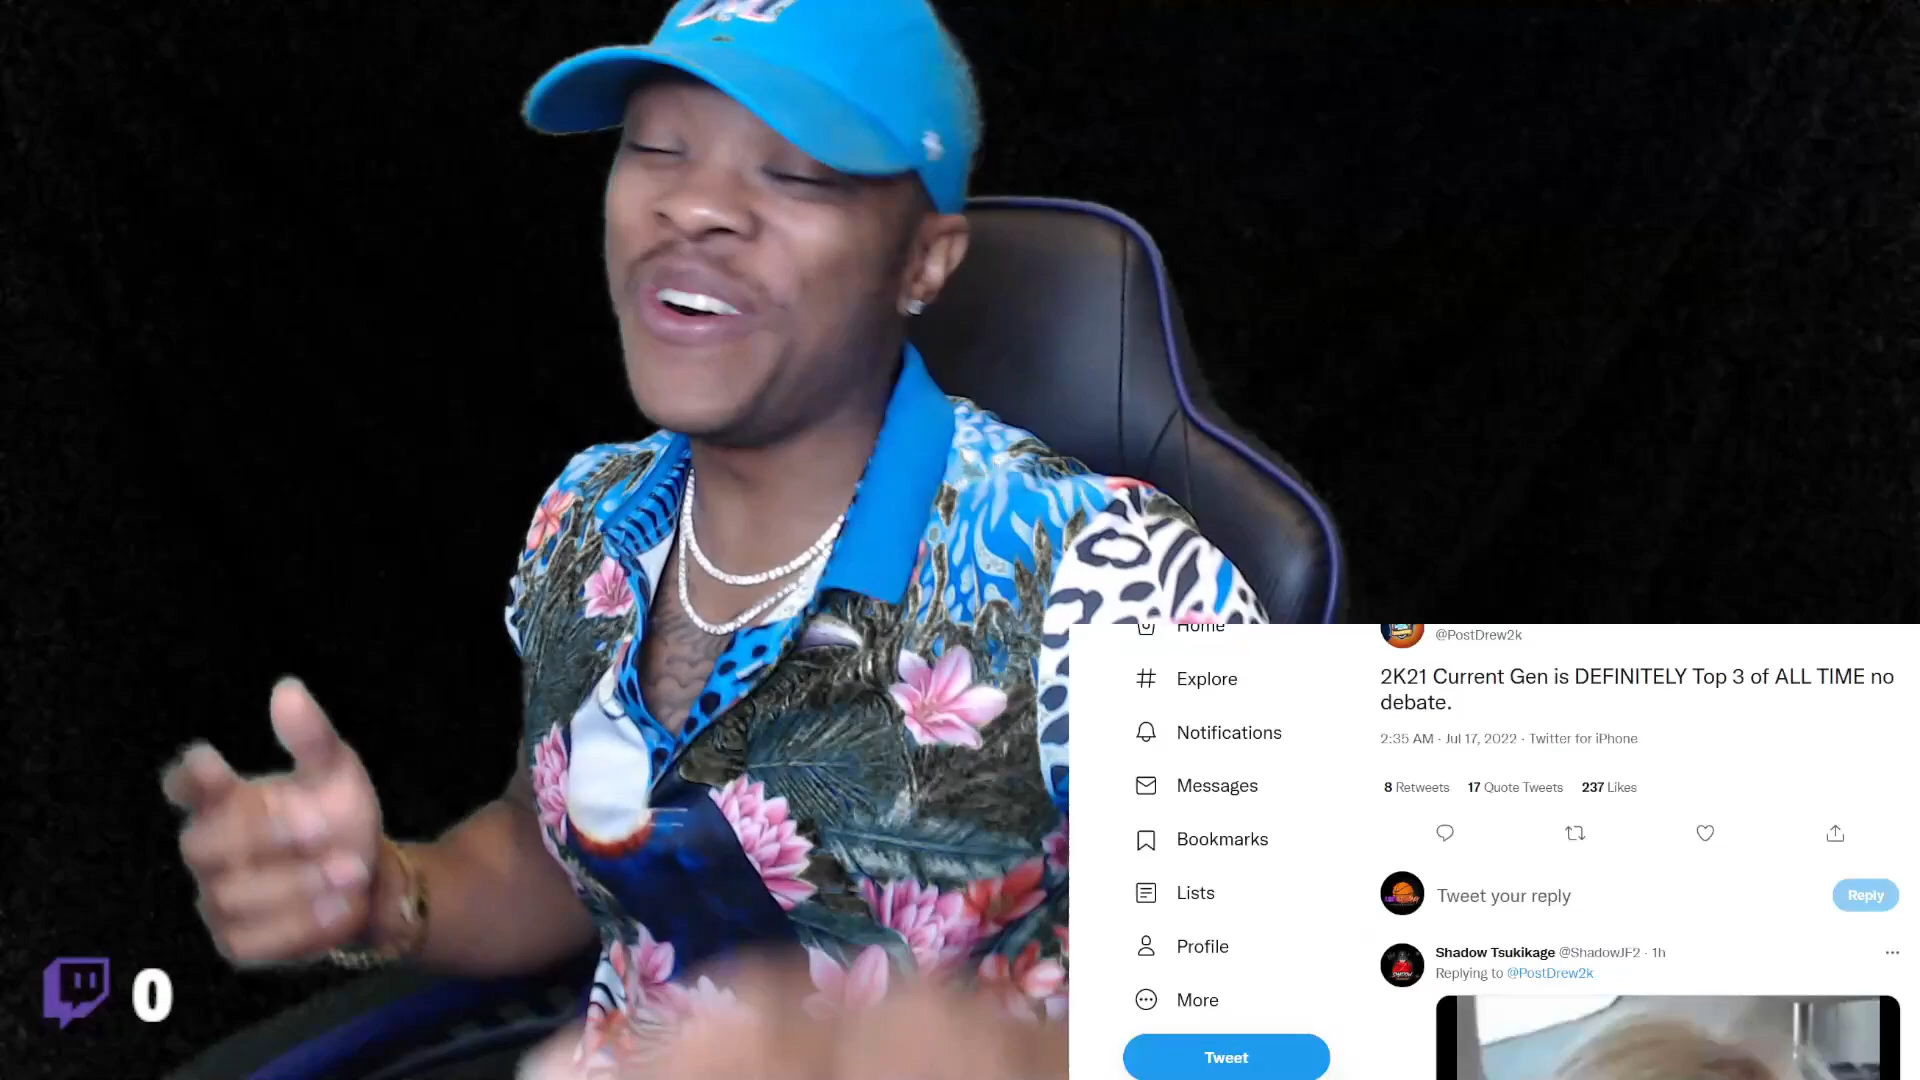 Home
Explore
Notifications
Messages
Bookmarks
Lists
Profile
More
Tweet
@PostDrew2k
2K21 Current Gen is DEFINITELY Top 3 of ALL TIME no
debate.
2:35 AM · Jul 17, 2022 · Twitter for iPhone
8 Retweets 17 Quote Tweets 237 Likes
Tweet your reply
Reply
Shadow Tsukikage @ShadowJF2 · 1h
Replying to @PostDrew2k
0